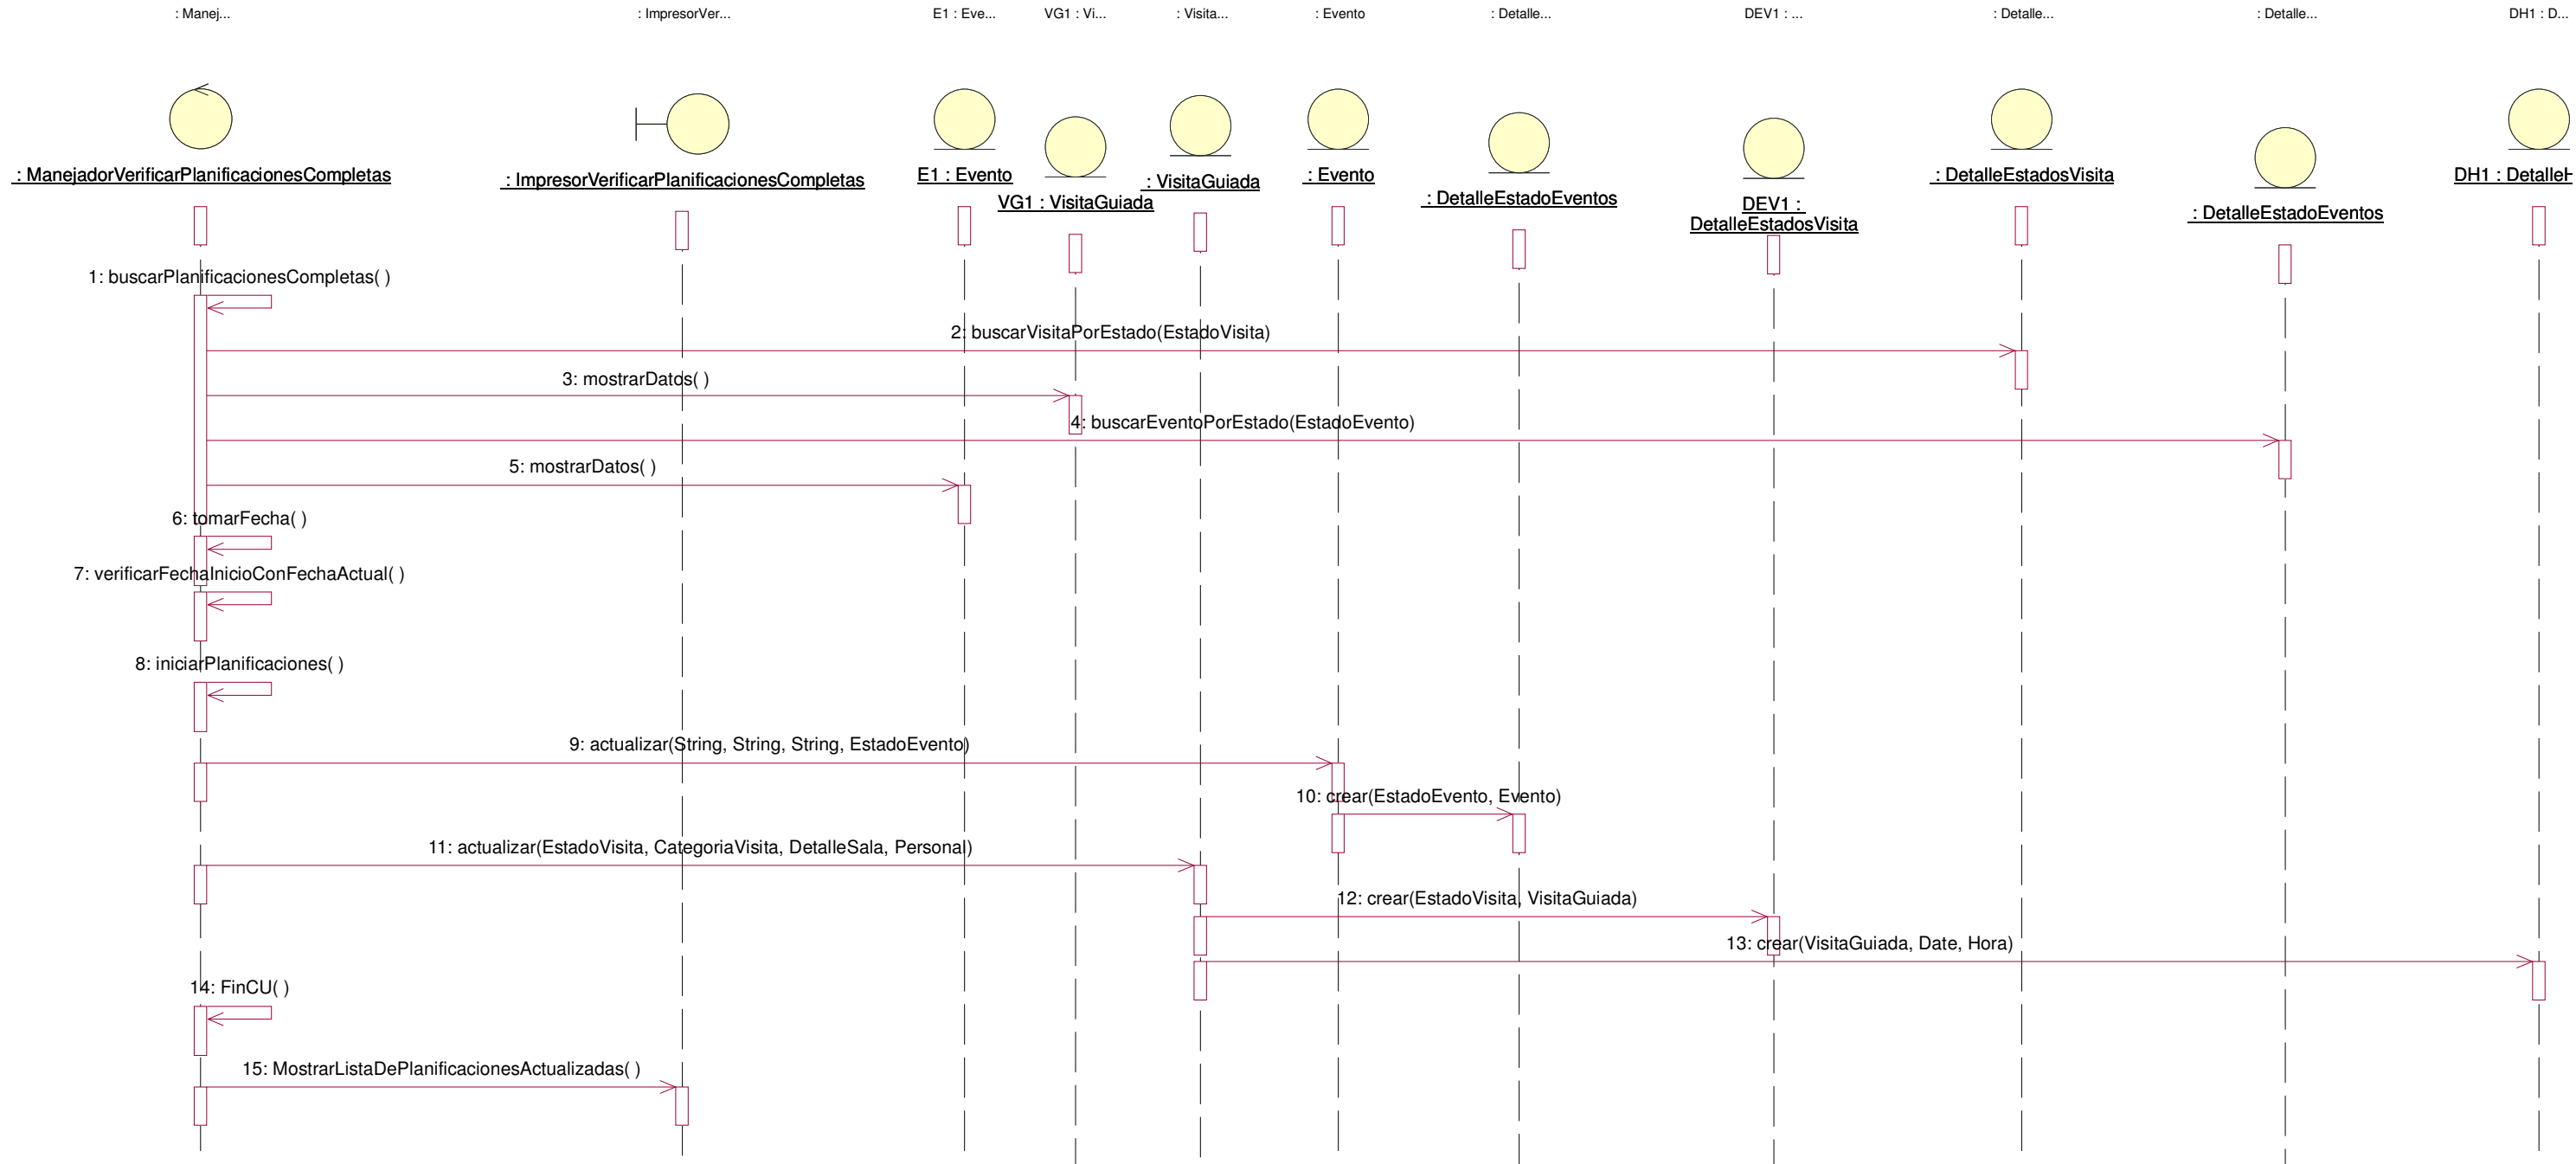 : Manej...
: ImpresorVer...
E1 : Eve...
VG1 : Vi...
: Visita...
: Evento
: Detalle...
DEV1 : ...
: Detalle...
: Detalle...
DH1 : D...
: ManejadorVerificarPlanificacionesCompletas
: ImpresorVerificarPlanificacionesCompletas
E1 : Evento
VG1 : VisitaGuiada
: VisitaGuiada
: Evento
: DetalleEstadoEventos
DEV1 :
DetalleEstadosVisita
: DetalleEstadosVisita
: DetalleEstadoEventos
DH1 : DetalleH
1: buscarPlanificacionesCompletas( )
2: buscarVisitaPorEstado(EstadoVisita)
3: mostrarDatos( )
4: buscarEventoPorEstado(EstadoEvento)
5: mostrarDatos( )
6: tomarFecha( )
7: verificarFechaInicioConFechaActual( )
8: iniciarPlanificaciones( )
9: actualizar(String, String, String, EstadoEvento)
10: crear(EstadoEvento, Evento)
11: actualizar(EstadoVisita, CategoriaVisita, DetalleSala, Personal)
12: crear(EstadoVisita, VisitaGuiada)
13: crear(VisitaGuiada, Date, Hora)
14: FinCU( )
15: MostrarListaDePlanificacionesActualizadas( )